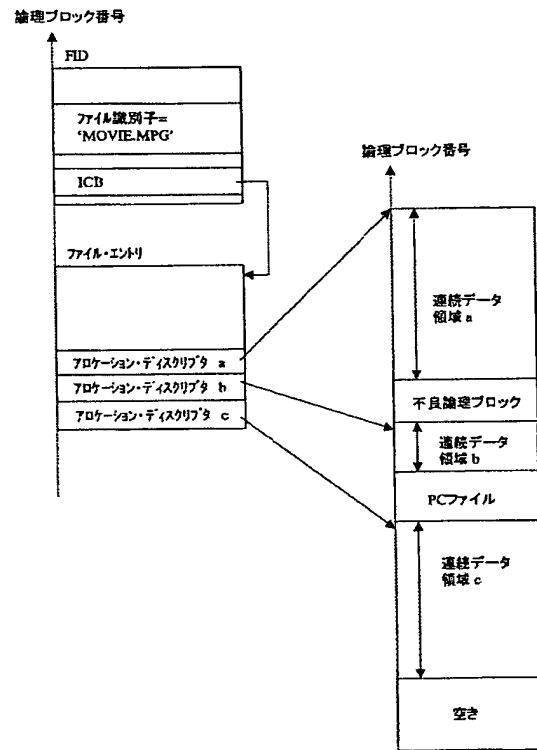 論理ブロック番号
FID
ファイル識別子=
‘MOVIE.MPG’
ICB
ファイル・エントリ
アロケーション・ディスクリプタ a
アロケーション・ディスクリプタ b
アロケーション・ディスクリプタ c
論理ブロック番号
連続データ
領域 a
不良論理ブロック
連続データ
領域 b
PCファイル
連続データ
領域 c
空き